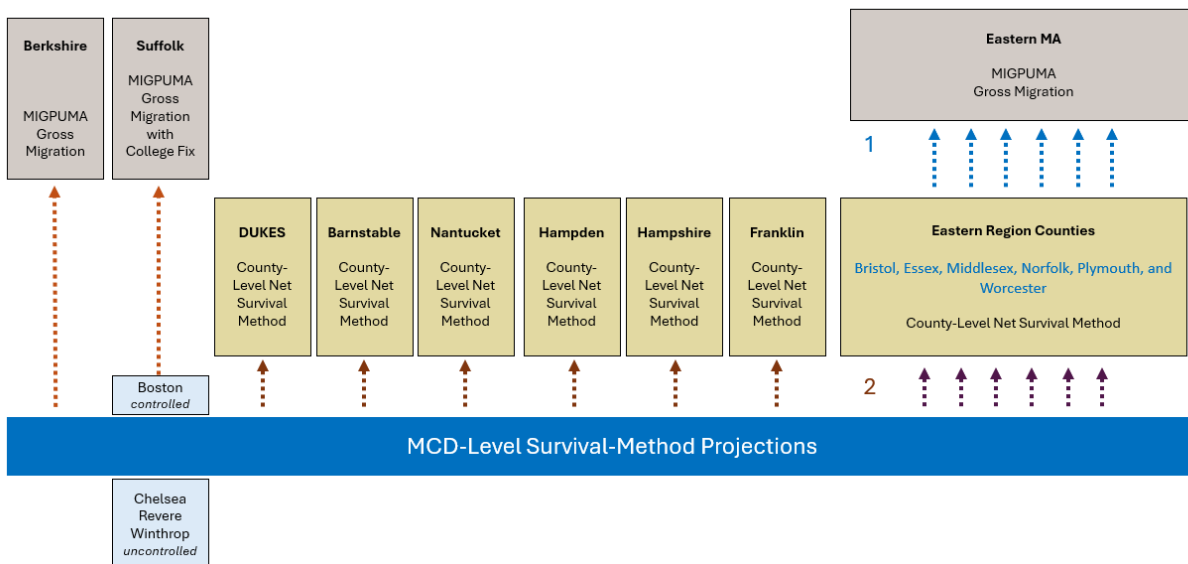 Berkshire
MIGPUMA
Gross
Migration
Suffolk
MIGPUMA
Gross
Migration
with
College Fix
Eastern MA
MIGPUMA
Gross Migration
1
DUKES
County-
Level Net
Survival
Method
Barnstable
County-
Level Net
Survival
Method
Nantucket
County-
Level Net
Survival
Method
Hampden
County-
Level Net
Survival
Method
Hampshire
County-
Level Net
Survival
Method
Franklin
County-
Level Net
Survival
Method
Eastern Region Counties
Bristol, Essex, Middlesex, Norfolk, Plymouth, and
Worcester
County-Level Net Survival Method
2
Boston
controlled
MCD-Level Survival-Method Projections
Chelsea
Revere
Winthrop
uncontrolled